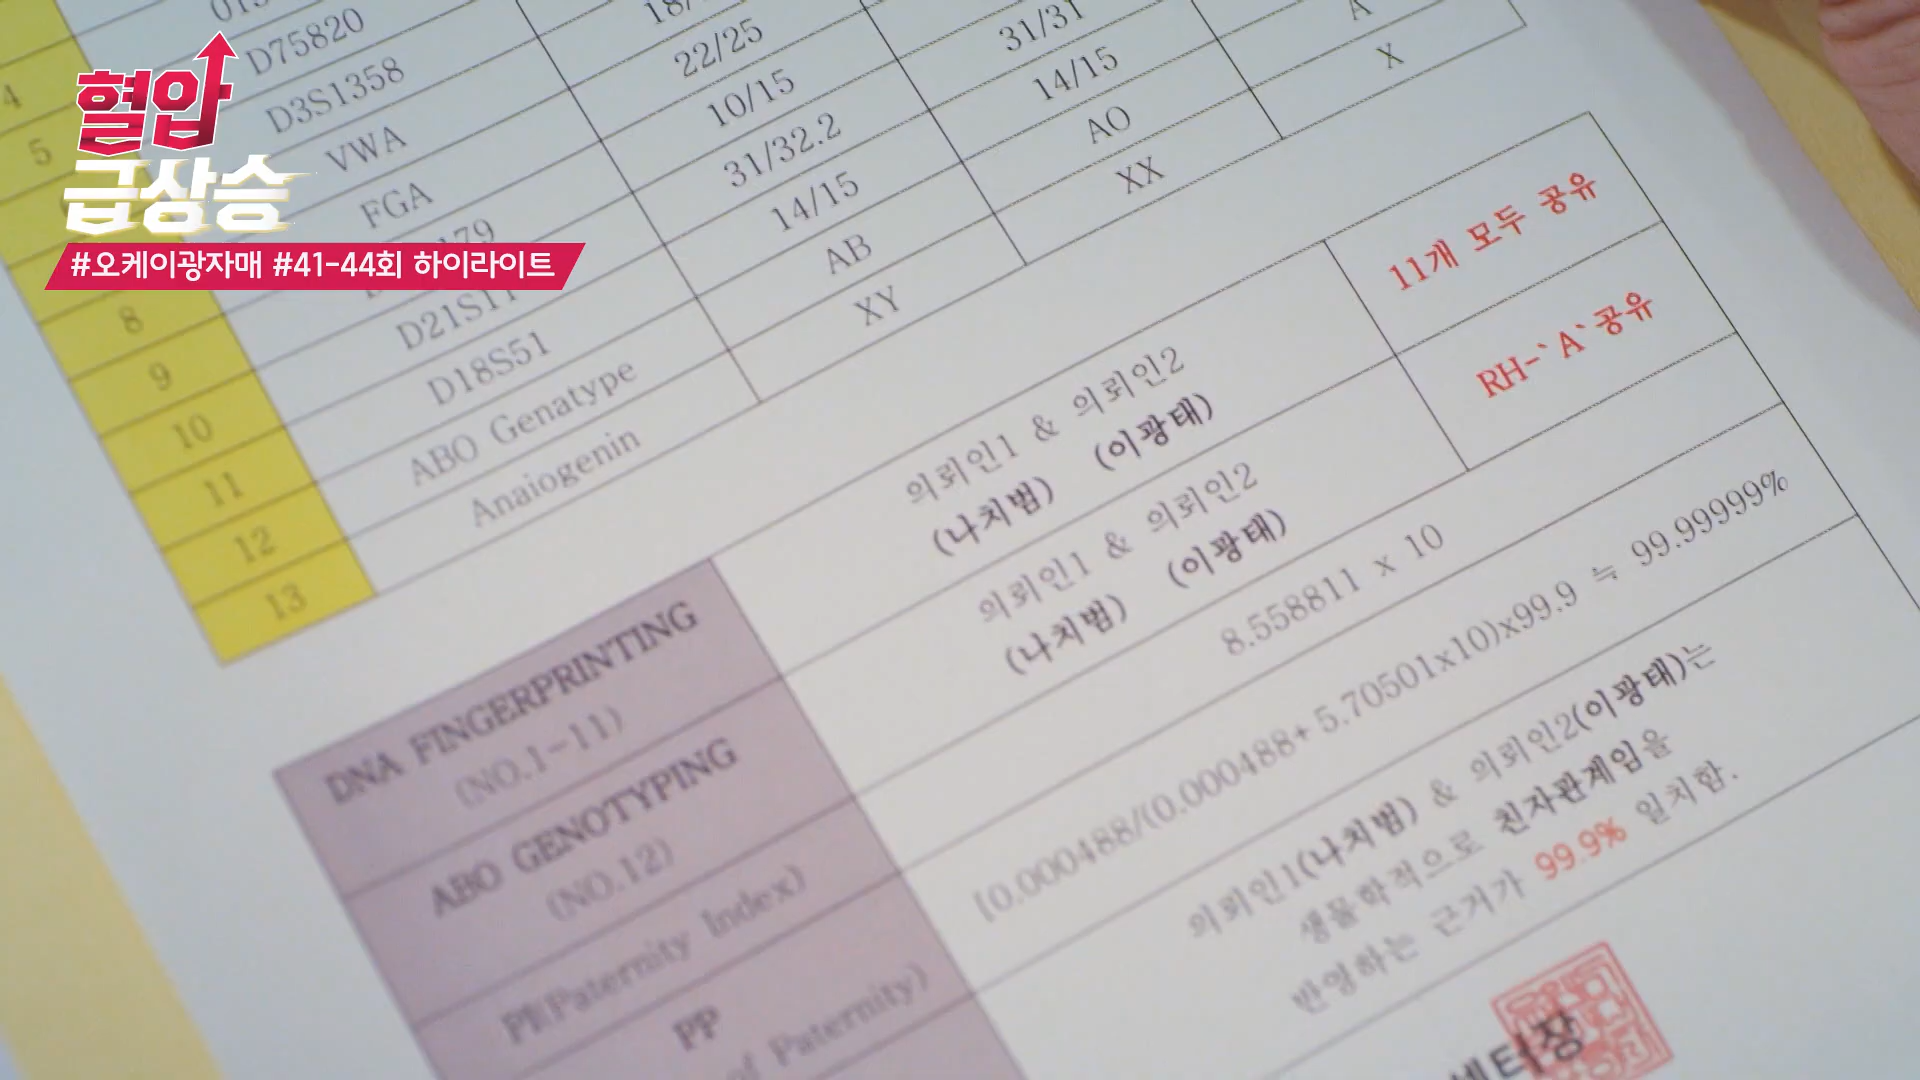 혈압
급상승
#오케이광자매 #41-44회 하이라이트
4 D75820 22/25 31/31 A
5 D3S1358 10/15 14/15 X
VWA 31/32.2 AO
FGA 14/15 XX
8 D21S11 AB
9 D18S51 XY
10 ABO Genatype
11 Anaiogenin
12
13
DNA FINGERPRINTING
(NO.1-11)
의뢰인1 & 의뢰인2
(나치범) (이광태)
11개 모두 공유
ABO GENOTYPING
(NO.12)
의뢰인1 & 의뢰인2
(나치범) (이광태)
RH-`A`공유
PI(Paternity Index)
8.558811 x 10
PP
of Paternity)
[0.000488/(0.000488+ 5.70501x10)x99.9 ≒ 99.99999%
의뢰인1(나치범) & 의뢰인2(이광태)는
생물학적으로 친자관계임을
반영하는 근거가 99.9% 일치함.
센터장